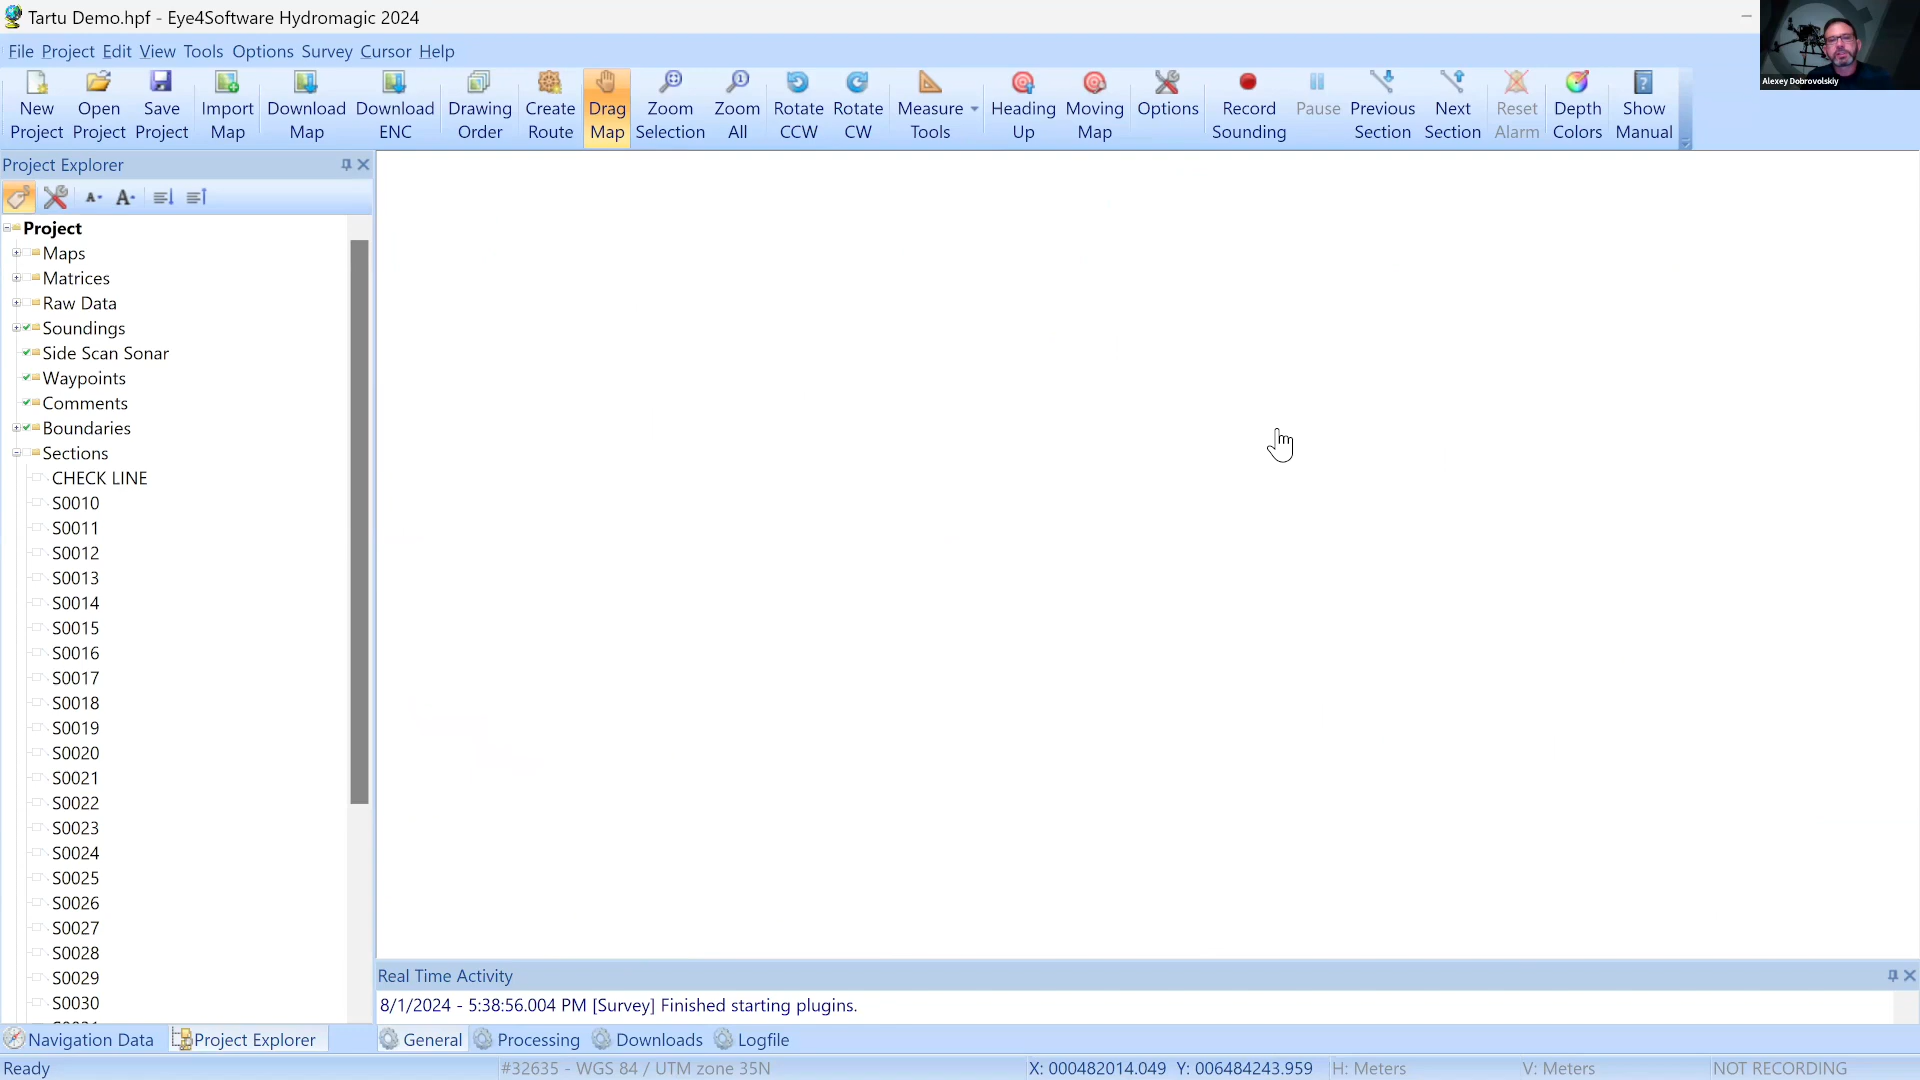 Tartu Demo.hpf - Eye4Software Hydromagic 2024
Alexey Dobrovolskiy
File Project Edit View Tools Options Survey Cursor Help
New Project
Open Project
Save Project
Import Map
Download Map
Download ENC
Drawing Order
Create Route
Drag Map
Zoom Selection
Zoom All
Rotate CCW
Rotate CW
Measure Tools
Heading Up
Moving Map
Options
Record Sounding
Pause
Previous Section
Next Section
Reset Alarm
Depth Colors
Show Manual
Project Explorer
Project
Maps
Matrices
Raw Data
Soundings
Side Scan Sonar
Waypoints
Comments
Boundaries
Sections
CHECK LINE
S0010
S0011
S0012
S0013
S0014
S0015
S0016
S0017
S0018
S0019
S0020
S0021
S0022
S0023
S0024
S0025
S0026
S0027
S0028
S0029
S0030
Real Time Activity
8/1/2024 - 5:38:56.004 PM [Survey] Finished starting plugins.
Navigation Data Project Explorer General Processing Downloads Logfile
Ready #32635 - WGS 84 / UTM zone 35N X: 000482014.049 Y: 006484243.959 H: Meters V: Meters NOT RECORDING